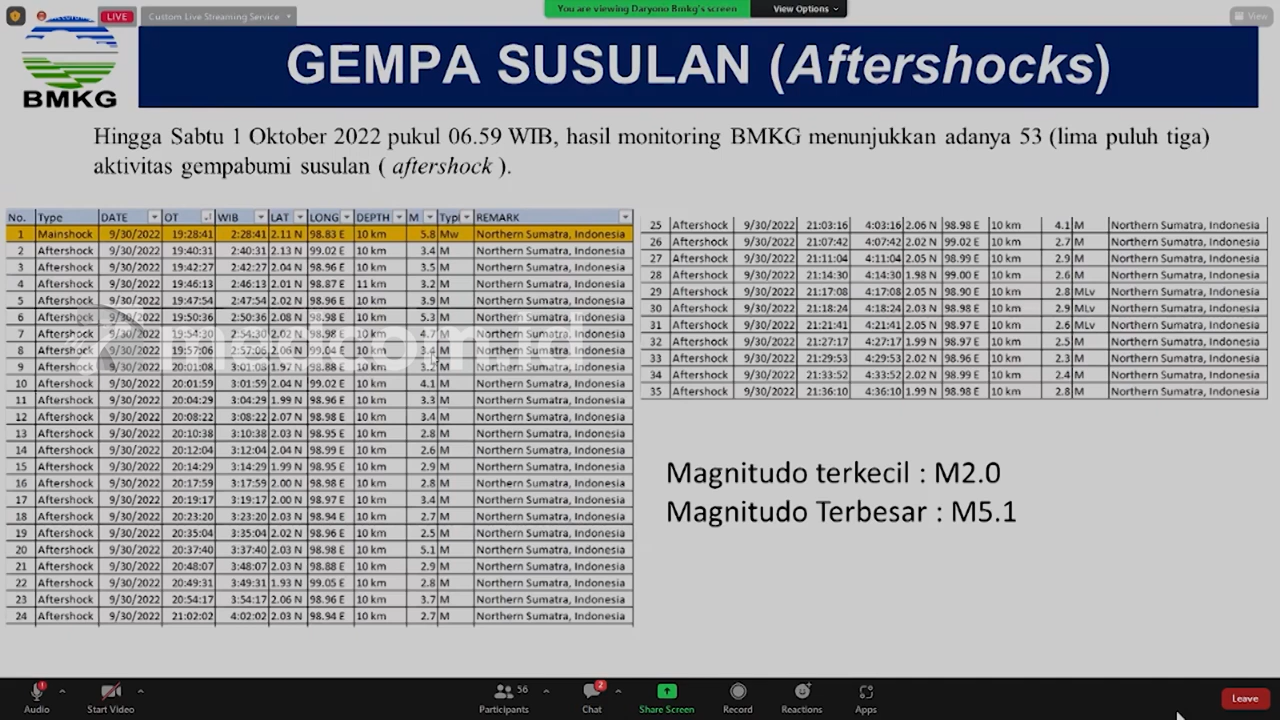 LIVE
Custom Live Streaming Service
You are viewing Daryono Bmkg's screen
View Options
View
BMKG
GEMPA SUSULAN (Aftershocks)
Hingga Sabtu 1 Oktober 2022 pukul 06.59 WIB, hasil monitoring BMKG menunjukkan adanya 53 (lima puluh tiga)
aktivitas gempabumi susulan ( aftershock ).
No. Type DATE OT WIB LAT LONG DEPTH M Typ REMARK
1 Mainshock 9/30/2022 19:28:41 2:28:41 2.11 N 98.83 E 10 km 5.8 Mw Northern Sumatra, Indonesia
2 Aftershock 9/30/2022 19:40:31 2:40:31 2.13 N 99.02 E 10 km 3.4 M Northern Sumatra, Indonesia
3 Aftershock 9/30/2022 19:42:27 2:42:27 2.04 N 98.96 E 10 km 3.5 M Northern Sumatra, Indonesia
4 Aftershock 9/30/2022 19:46:13 2:46:13 2.01 N 98.87 E 11 km 3.2 M Northern Sumatra, Indonesia
5 Aftershock 9/30/2022 19:47:54 2:47:54 2.02 N 98.96 E 10 km 3.9 M Northern Sumatra, Indonesia
6 Aftershock 9/30/2022 19:50:36 2:50:36 2.08 N 98.98 E 10 km 5.3 M Northern Sumatra, Indonesia
7 Aftershock 9/30/2022 19:54:30 2:54:30 2.02 N 98.98 E 10 km 4.7 M Northern Sumatra, Indonesia
8 Aftershock 9/30/2022 19:57:06 2:57:06 2.06 N 99.04 E 10 km 3.4 M Northern Sumatra, Indonesia
9 Aftershock 9/30/2022 20:01:08 3:01:08 1.97 N 98.88 E 10 km 3.2 M Northern Sumatra, Indonesia
10 Aftershock 9/30/2022 20:01:59 3:01:59 2.04 N 99.02 E 10 km 4.1 M Northern Sumatra, Indonesia
11 Aftershock 9/30/2022 20:04:29 3:04:29 1.99 N 98.96 E 10 km 3.3 M Northern Sumatra, Indonesia
12 Aftershock 9/30/2022 20:08:22 3:08:22 2.07 N 98.98 E 10 km 3.4 M Northern Sumatra, Indonesia
13 Aftershock 9/30/2022 20:10:38 3:10:38 2.03 N 98.95 E 10 km 2.8 M Northern Sumatra, Indonesia
14 Aftershock 9/30/2022 20:12:04 3:12:04 2.04 N 98.99 E 10 km 2.6 M Northern Sumatra, Indonesia
15 Aftershock 9/30/2022 20:14:29 3:14:29 1.99 N 98.95 E 10 km 2.9 M Northern Sumatra, Indonesia
16 Aftershock 9/30/2022 20:17:59 3:17:59 2.00 N 98.98 E 10 km 2.8 M Northern Sumatra, Indonesia
17 Aftershock 9/30/2022 20:19:17 3:19:17 2.00 N 98.97 E 10 km 3.4 M Northern Sumatra, Indonesia
18 Aftershock 9/30/2022 20:23:20 3:23:20 2.03 N 98.94 E 10 km 2.7 M Northern Sumatra, Indonesia
19 Aftershock 9/30/2022 20:35:04 3:35:04 2.02 N 98.96 E 10 km 2.5 M Northern Sumatra, Indonesia
20 Aftershock 9/30/2022 20:37:40 3:37:40 2.03 N 98.98 E 10 km 5.1 M Northern Sumatra, Indonesia
21 Aftershock 9/30/2022 20:48:07 3:48:07 2.03 N 98.88 E 10 km 2.9 M Northern Sumatra, Indonesia
22 Aftershock 9/30/2022 20:49:31 3:49:31 1.93 N 99.05 E 10 km 2.8 M Northern Sumatra, Indonesia
23 Aftershock 9/30/2022 20:54:17 3:54:17 2.06 N 98.96 E 10 km 3.7 M Northern Sumatra, Indonesia
24 Aftershock 9/30/2022 21:02:02 4:02:02 2.03 N 98.94 E 10 km 2.7 M Northern Sumatra, Indonesia
25 Aftershock 9/30/2022 21:03:16 4:03:16 2.06 N 98.98 E 10 km 4.1 M Northern Sumatra, Indonesia
26 Aftershock 9/30/2022 21:07:42 4:07:42 2.02 N 99.02 E 10 km 2.7 M Northern Sumatra, Indonesia
27 Aftershock 9/30/2022 21:11:04 4:11:04 2.05 N 98.99 E 10 km 2.9 M Northern Sumatra, Indonesia
28 Aftershock 9/30/2022 21:14:30 4:14:30 1.98 N 99.00 E 10 km 2.6 M Northern Sumatra, Indonesia
29 Aftershock 9/30/2022 21:17:08 4:17:08 2.05 N 98.90 E 10 km 2.8 MLv Northern Sumatra, Indonesia
30 Aftershock 9/30/2022 21:18:24 4:18:24 2.03 N 98.98 E 10 km 2.9 MLv Northern Sumatra, Indonesia
31 Aftershock 9/30/2022 21:21:41 4:21:41 2.05 N 98.97 E 10 km 2.6 MLv Northern Sumatra, Indonesia
32 Aftershock 9/30/2022 21:27:17 4:27:17 1.99 N 98.97 E 10 km 2.5 M Northern Sumatra, Indonesia
33 Aftershock 9/30/2022 21:29:53 4:29:53 2.02 N 98.96 E 10 km 2.3 M Northern Sumatra, Indonesia
34 Aftershock 9/30/2022 21:33:52 4:33:52 2.02 N 98.99 E 10 km 2.4 M Northern Sumatra, Indonesia
35 Aftershock 9/30/2022 21:36:10 4:36:10 1.99 N 98.98 E 10 km 2.8 M Northern Sumatra, Indonesia
Magnitudo terkecil : M2.0
Magnitudo Terbesar : M5.1
Audio
Start Video
56
Participants
2
Chat
Share Screen
Record
Reactions
Apps
Leave